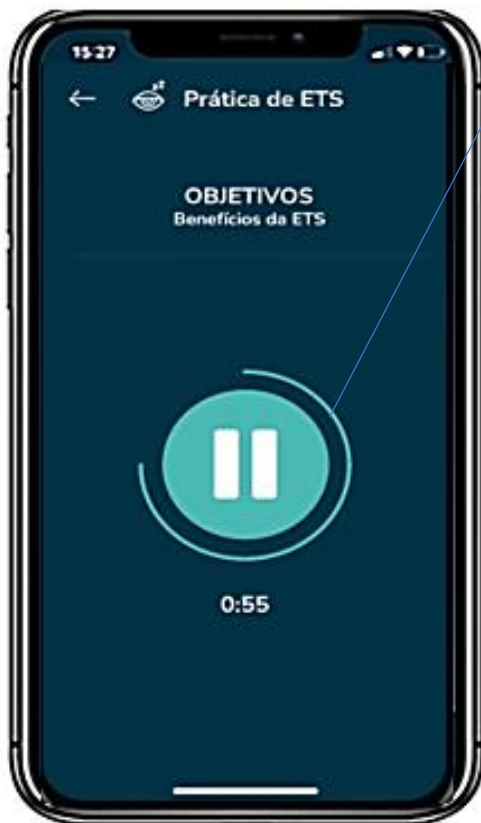 15:27
Prática de ETS
OBJETIVOS
Benefícios da ETS
0:55